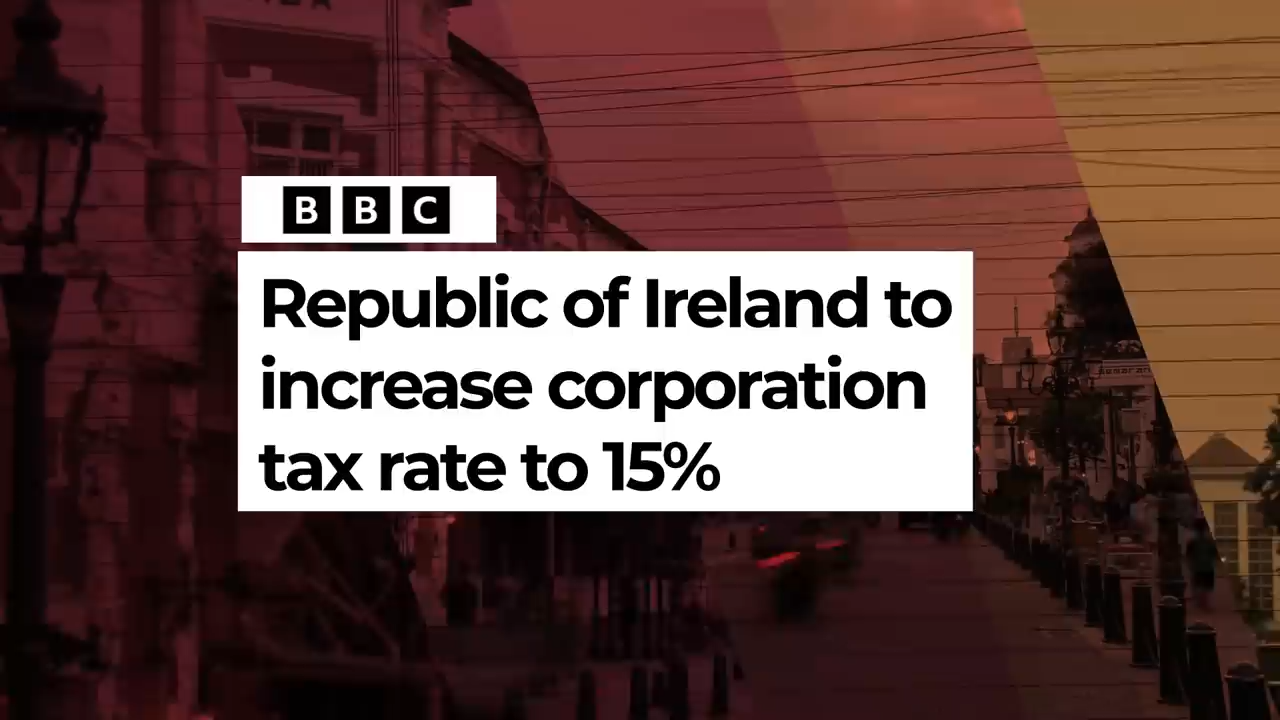 BBC
Republic of Ireland to
increase corporation
tax rate to 15%